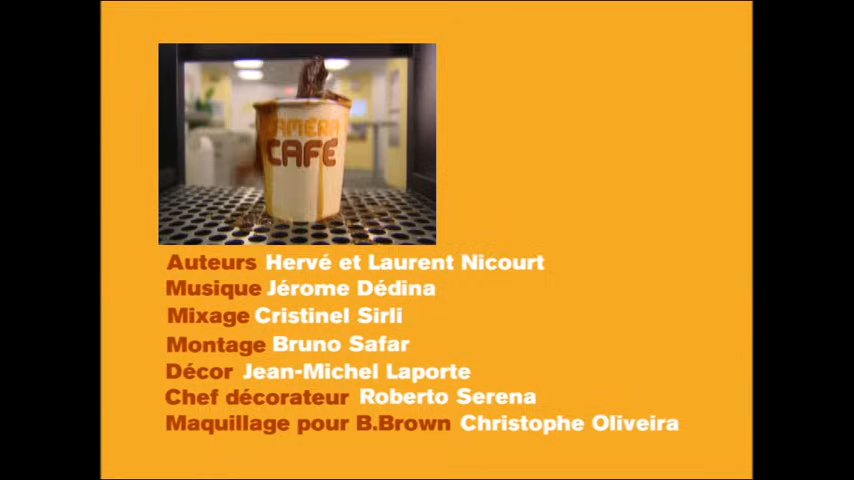 CAMÉRA
CAFÉ
Auteurs Hervé et Laurent Nicourt
Musique Jérome Dédina
Mixage Cristinel Sirli
Montage Bruno Safar
Décor Jean-Michel Laporte
Chef décorateur Roberto Serena
Maquillage pour B.Brown Christophe Oliveira